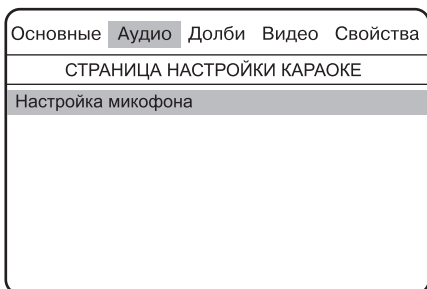 Основные Аудио Долби Видео Свойства
СТРАНИЦА НАСТРОЙКИ КАРАОКЕ
Настройка микофона